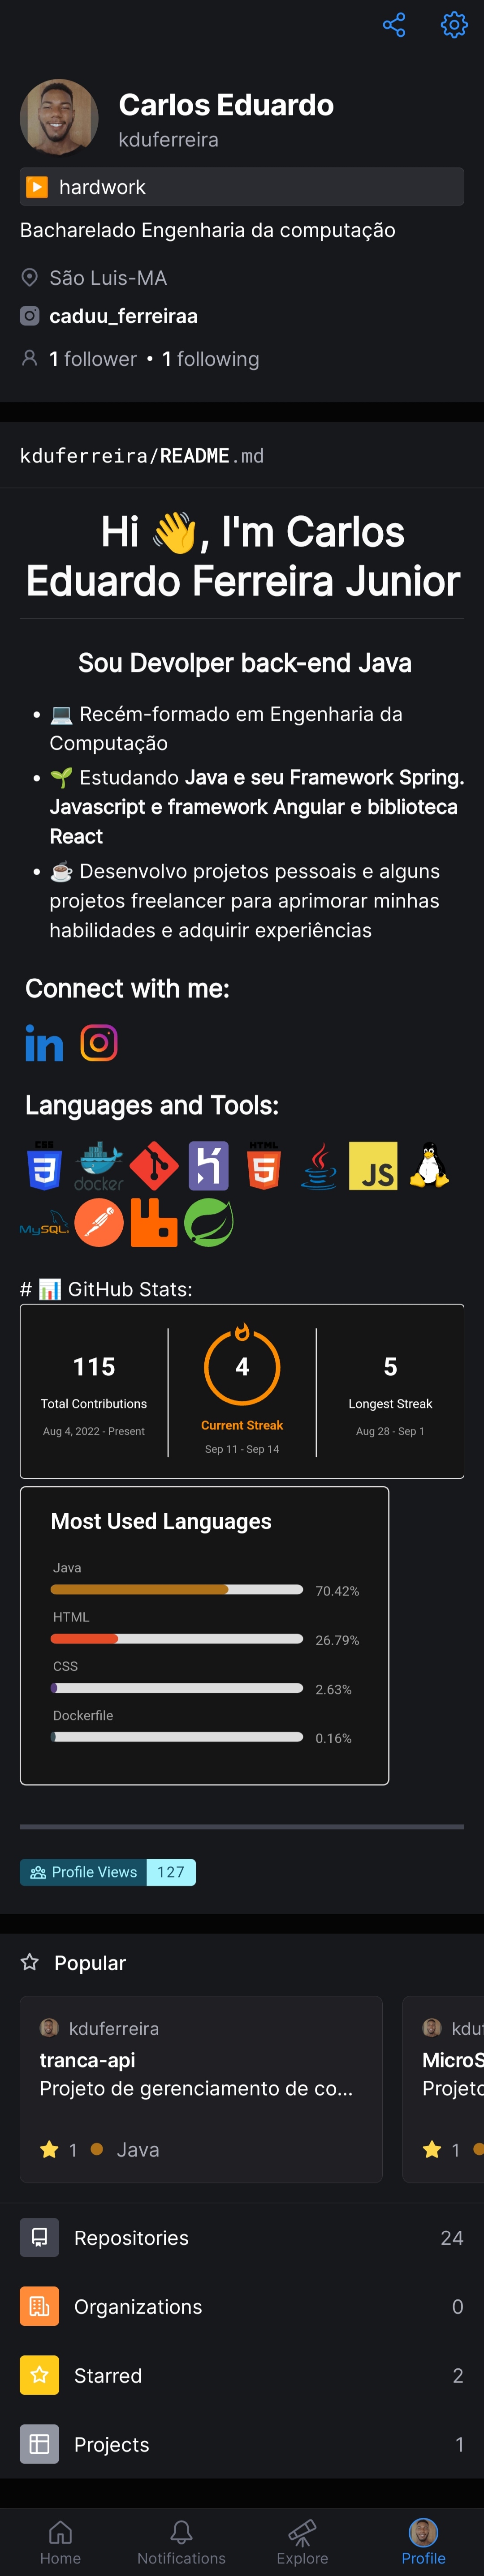 Carlos Eduardo
kduferreira
▶️ hardwork
Bacharelado Engenharia da computação
São Luis-MA
caduu_ferreiraa
1 follower • 1 following
kduferreira/README.md
Hi 👋, I'm Carlos
Eduardo Ferreira Junior
Sou Devolper back-end Java
• 💻 Recém-formado em Engenharia da
Computação
• 🌱 Estudando Java e seu Framework Spring.
Javascript e framework Angular e biblioteca
React
• ☕ Desenvolvo projetos pessoais e alguns
projetos freelancer para aprimorar minhas
habilidades e adquirir experiências
Connect with me:
in
Languages and Tools:
CSS
3
docker
HTML
5
JS
MySQL
# 📊 GitHub Stats:
115
Total Contributions
Aug 4, 2022 - Present
4
Current Streak
Sep 11 - Sep 14
5
Longest Streak
Aug 28 - Sep 1
Most Used Languages
Java
70.42%
HTML
26.79%
CSS
2.63%
Dockerfile
0.16%
Profile Views 127
Popular
kduferreira
tranca-api
Projeto de gerenciamento de co...
1 Java
kdu
MicroS
Projeto
1
Repositories 24
Organizations 0
Starred 2
Projects 1
Home Notifications Explore Profile